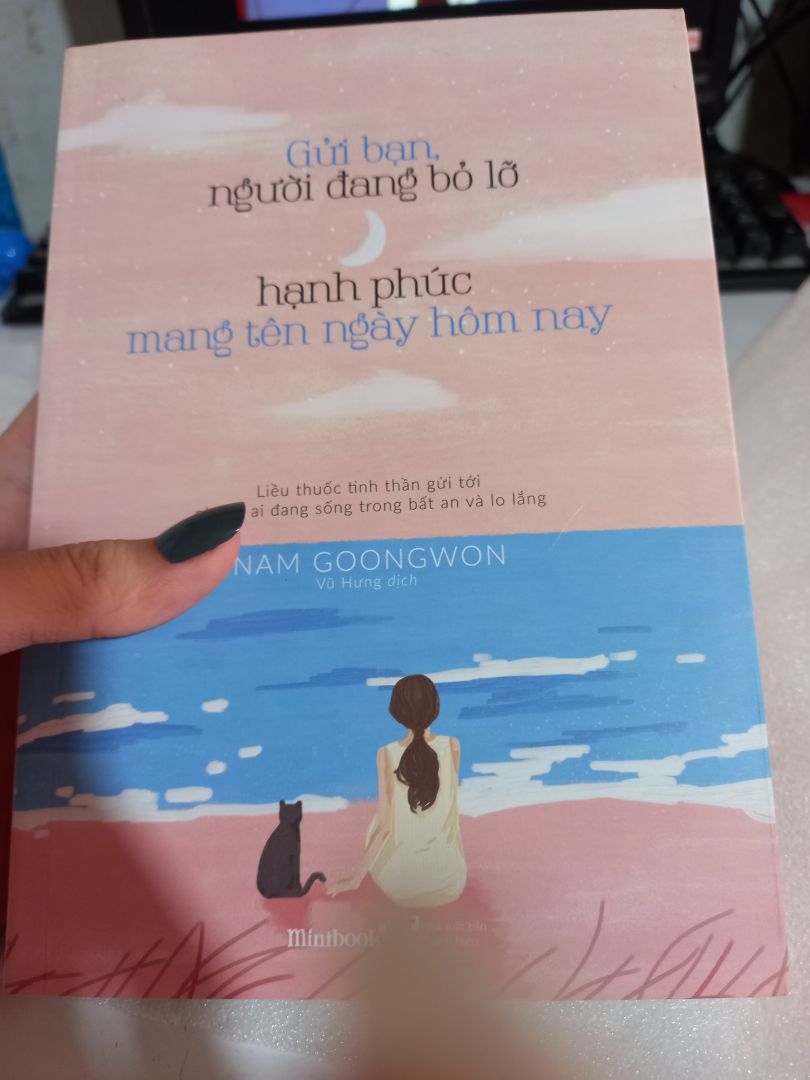 Gửi bạn,
người đang bỏ lỡ
hạnh phúc
mang tên ngày hôm nay
Liều thuốc tinh thần gửi tới
ai đang sống trong bất an và lo lắng
NAM GOONGWON
Vũ Hưng dịch
mintbook